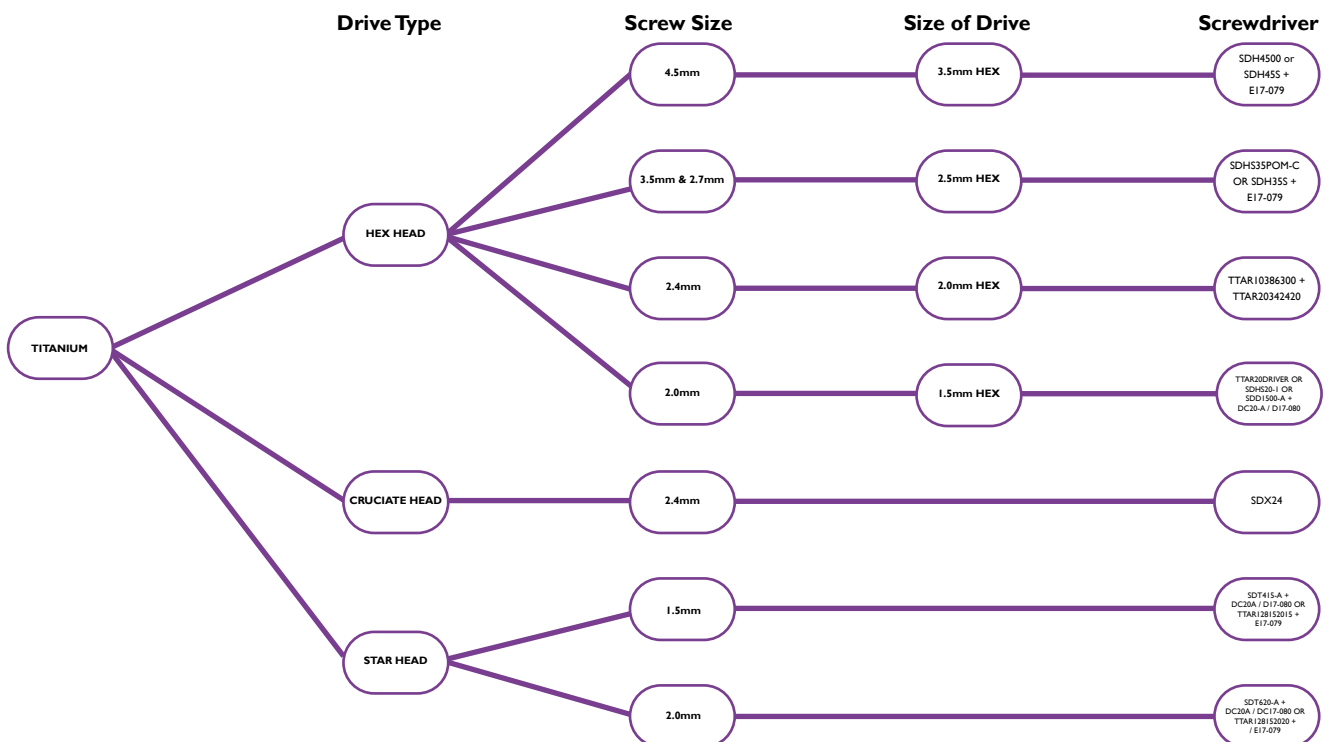 Drive Type
Screw Size
Size of Drive
Screwdriver
TITANIUM
HEX HEAD
4.5mm
3.5mm HEX
SDH4500 or
SDH45S +
E17-079
3.5mm & 2.7mm
2.5mm HEX
SDHS35POM-C
OR SDH35S +
E17-079
2.4mm
2.0mm HEX
TTAR10386300 +
TTAR20342420
2.0mm
1.5mm HEX
TTAR20DRIVER OR
SDHS20-1 OR
SDD1500-A +
DC20-A / D17-080
CRUCIATE HEAD
2.4mm
SDX24
STAR HEAD
1.5mm
SDT415-A +
DC20A / D17-080 OR
TTAR128152015 +
E17-079
2.0mm
SDT620-A +
DC20A / DC17-080 OR
TTAR128152020 +
/ E17-079